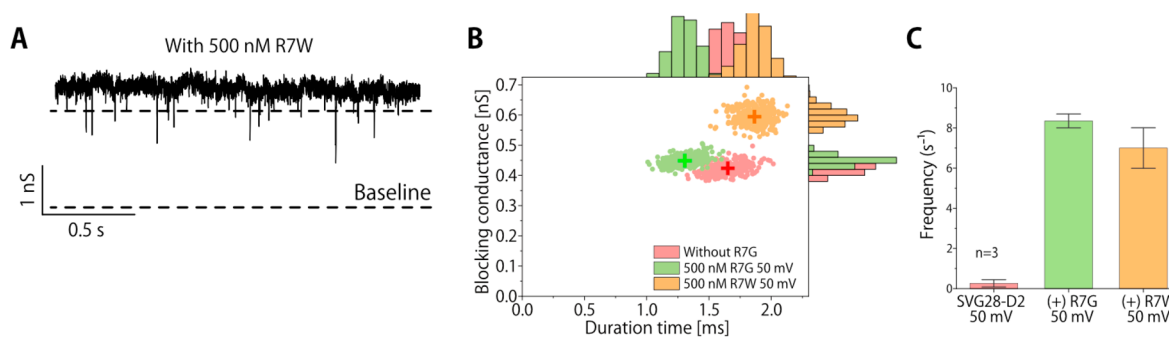 A
With 500 nM R7W
Baseline
1 nS
0.5 s
B
Blocking conductance [nS]
0.7
0.6
0.5
0.4
0.3
0.2
0.1
0.0
Without R7G
500 nM R7G 50 mV
500 nM R7W 50 mV
0.0 0.5 1.0 1.5 2.0
Duration time [ms]
C
Frequency (s⁻¹)
10
8
6
4
2
0
n=3
SVG28-D2 (+) R7G (+) R7W
50 mV 50 mV 50 mV